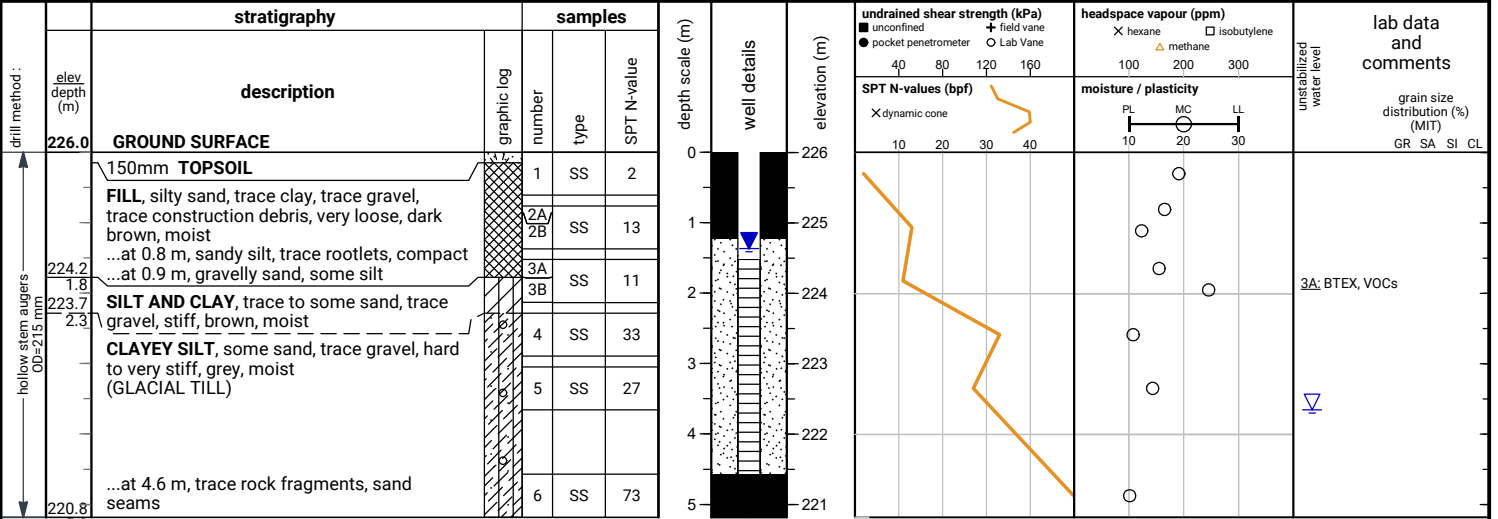 stratigraphy
samples
drill method :
elev
depth
(m)
description
graphic log
number
type
SPT N-value
depth scale (m)
well details
elevation (m)
undrained shear strength (kPa)
unconfined
field vane
pocket penetrometer
Lab Vane
40 80 120 160
SPT N-values (bpf)
dynamic cone
10 20 30 40
headspace vapour (ppm)
hexane
isobutylene
methane
100 200 300
moisture / plasticity
PL MC LL
10 20 30
unstabilized
water level
lab data
and
comments
grain size
distribution (%)
(MIT)
GR SA SI CL
226.0 GROUND SURFACE
hollow stem augers
OD=215 mm
150mm TOPSOIL
FILL, silty sand, trace clay, trace gravel,
trace construction debris, very loose, dark
brown, moist
...at 0.8 m, sandy silt, trace rootlets, compact
...at 0.9 m, gravelly sand, some silt
224.2
1.8
SILT AND CLAY, trace to some sand, trace
gravel, stiff, brown, moist
223.7
2.3
CLAYEY SILT, some sand, trace gravel, hard
to very stiff, grey, moist
(GLACIAL TILL)
...at 4.6 m, trace rock fragments, sand
seams
220.8
1 SS 2
2A
2B
SS 13
3A
3B
SS 11
4 SS 33
5 SS 27
6 SS 73
0
1
2
3
4
5
226
225
224
223
222
221
3A: BTEX, VOCs